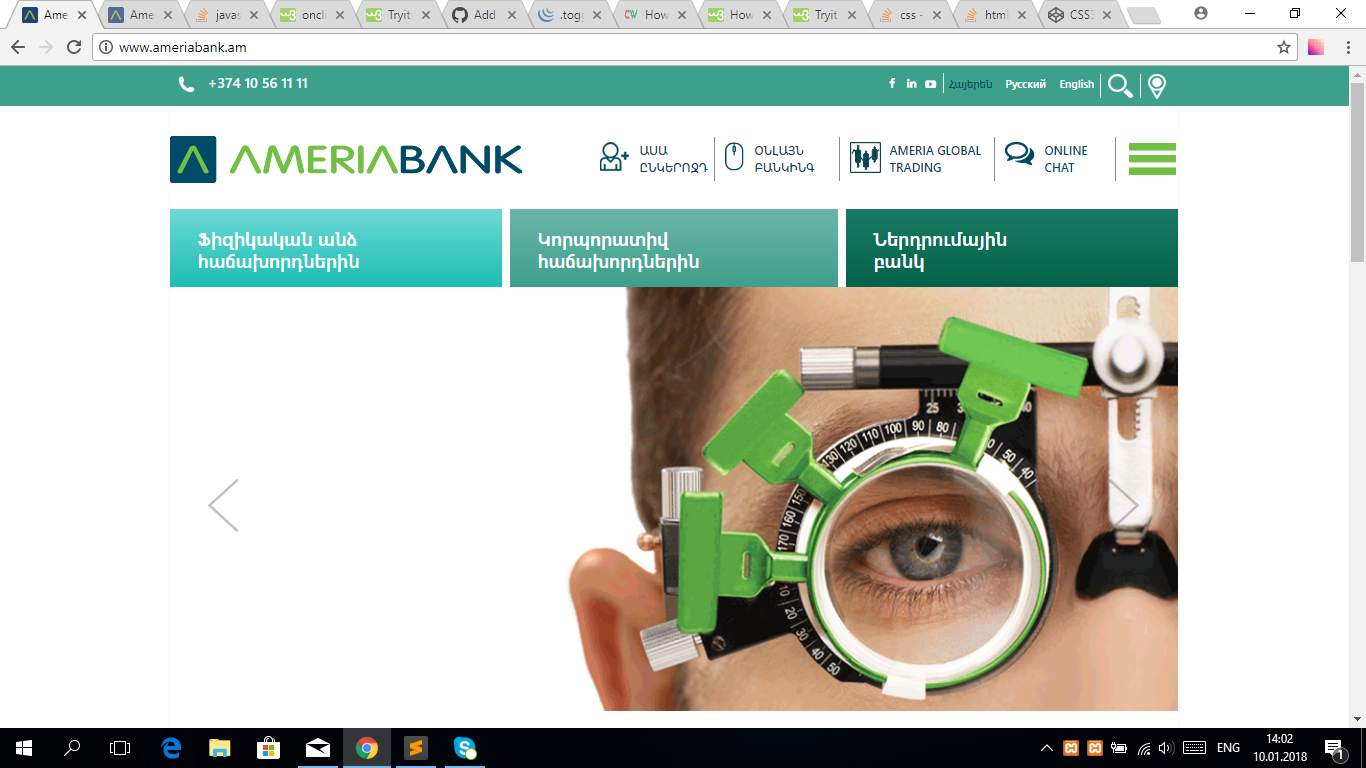 Ame
Ame
javas
onclic
Tryit
Add
.togg
How
How
Tryit
css -
html
CSS3
www.ameriabank.am
+374 10 56 11 11
Հայերեն Русский English
AMERIABANK
ԱՍԱ
ԸՆԿԵՐՈՋԴ
ՕՆԼԱՅՆ
ԲԱՆԿԻՆԳ
AMERIA GLOBAL
TRADING
ONLINE
CHAT
Ֆիզիկական անձ
հաճախորդներին
Կորպորատիվ
հաճախորդներին
Ներդրումային
բանկ
25
130 120 110 100 90 80
50 40
150
160
170
10
20
30
40
50
ENG
14:02
10.01.2018
1